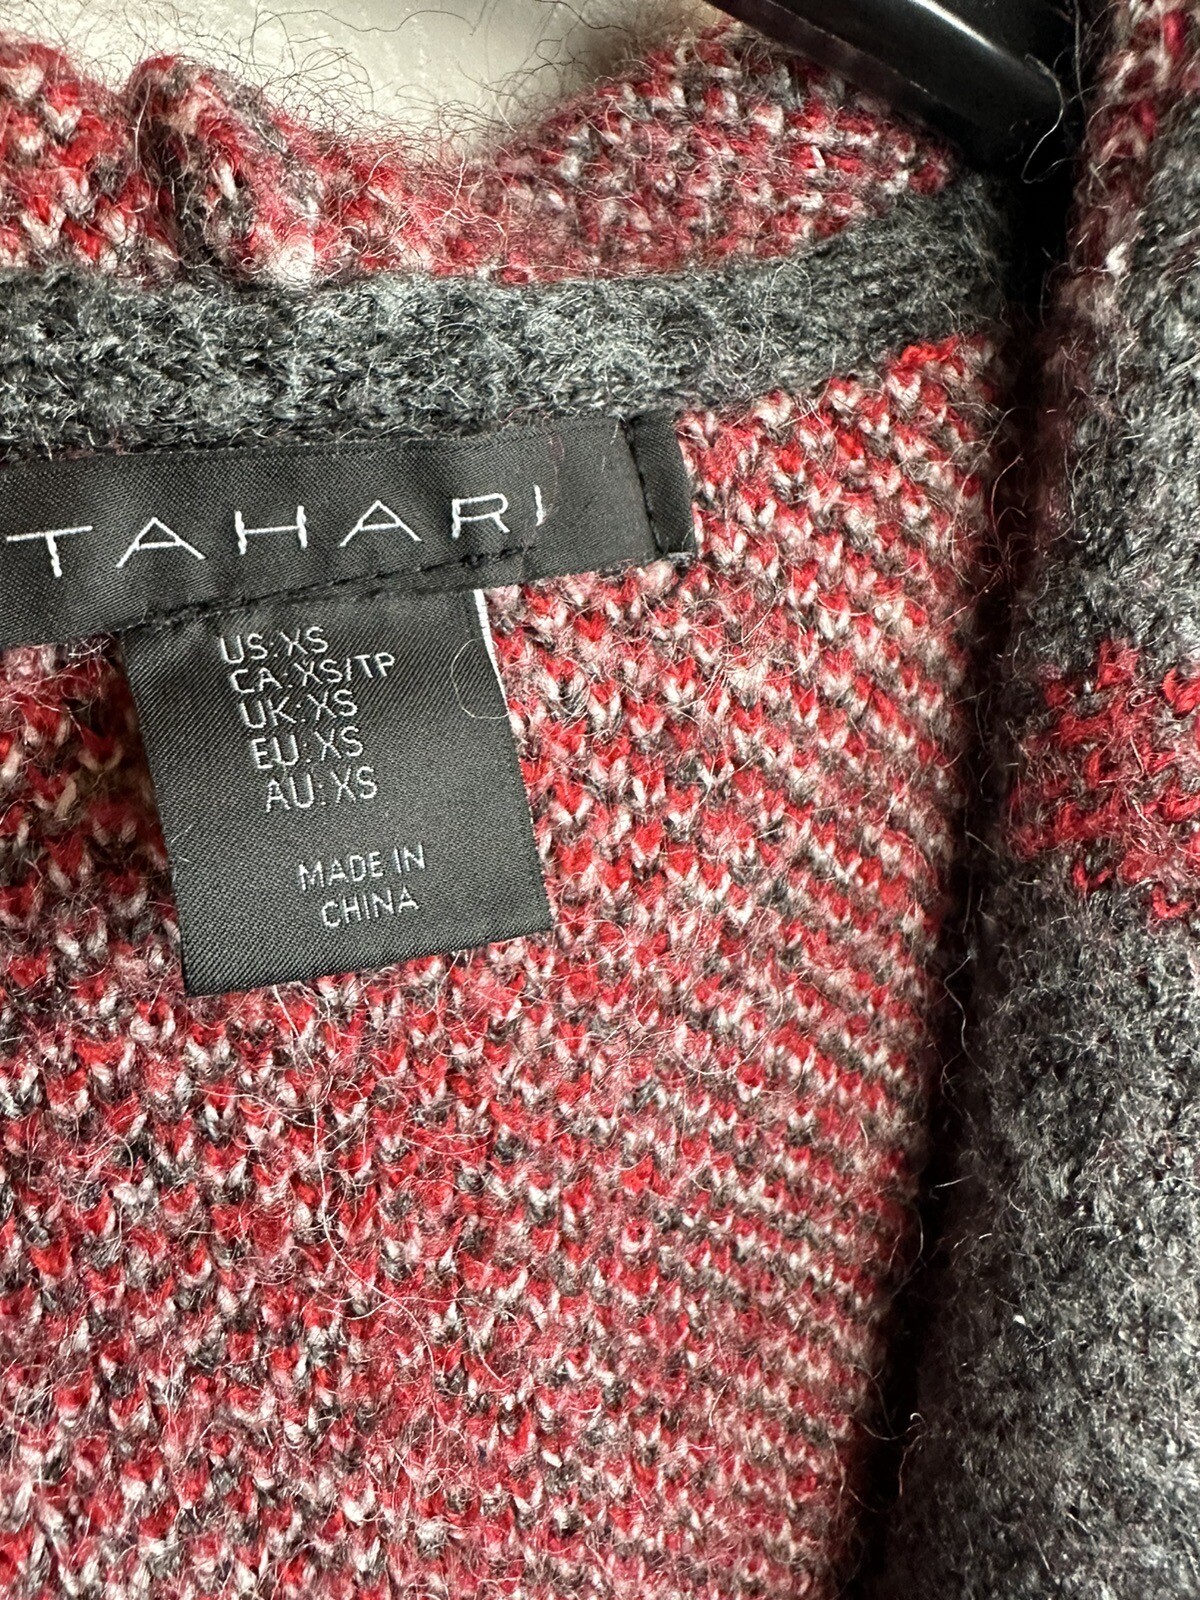 TAHARI
US: XS
CA: XS/TP
UK: XS
EU: XS
AU: XS
MADE IN
CHINA